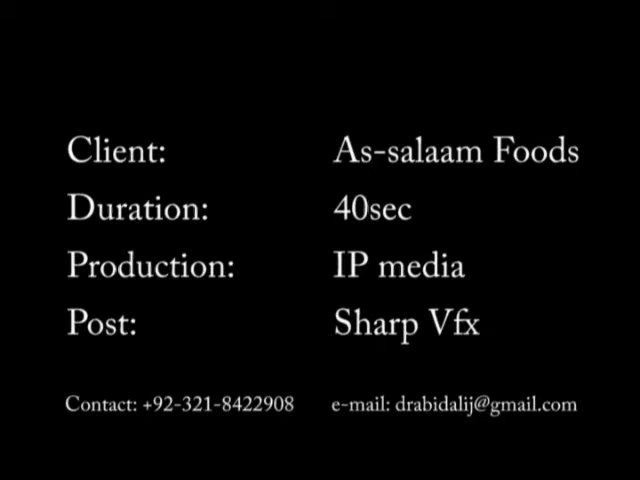 Client: As-salaam Foods
Duration: 40sec
Production: IP media
Post: Sharp Vfx
Contact: +92-321-8422908 e-mail: drabidalij@gmail.com